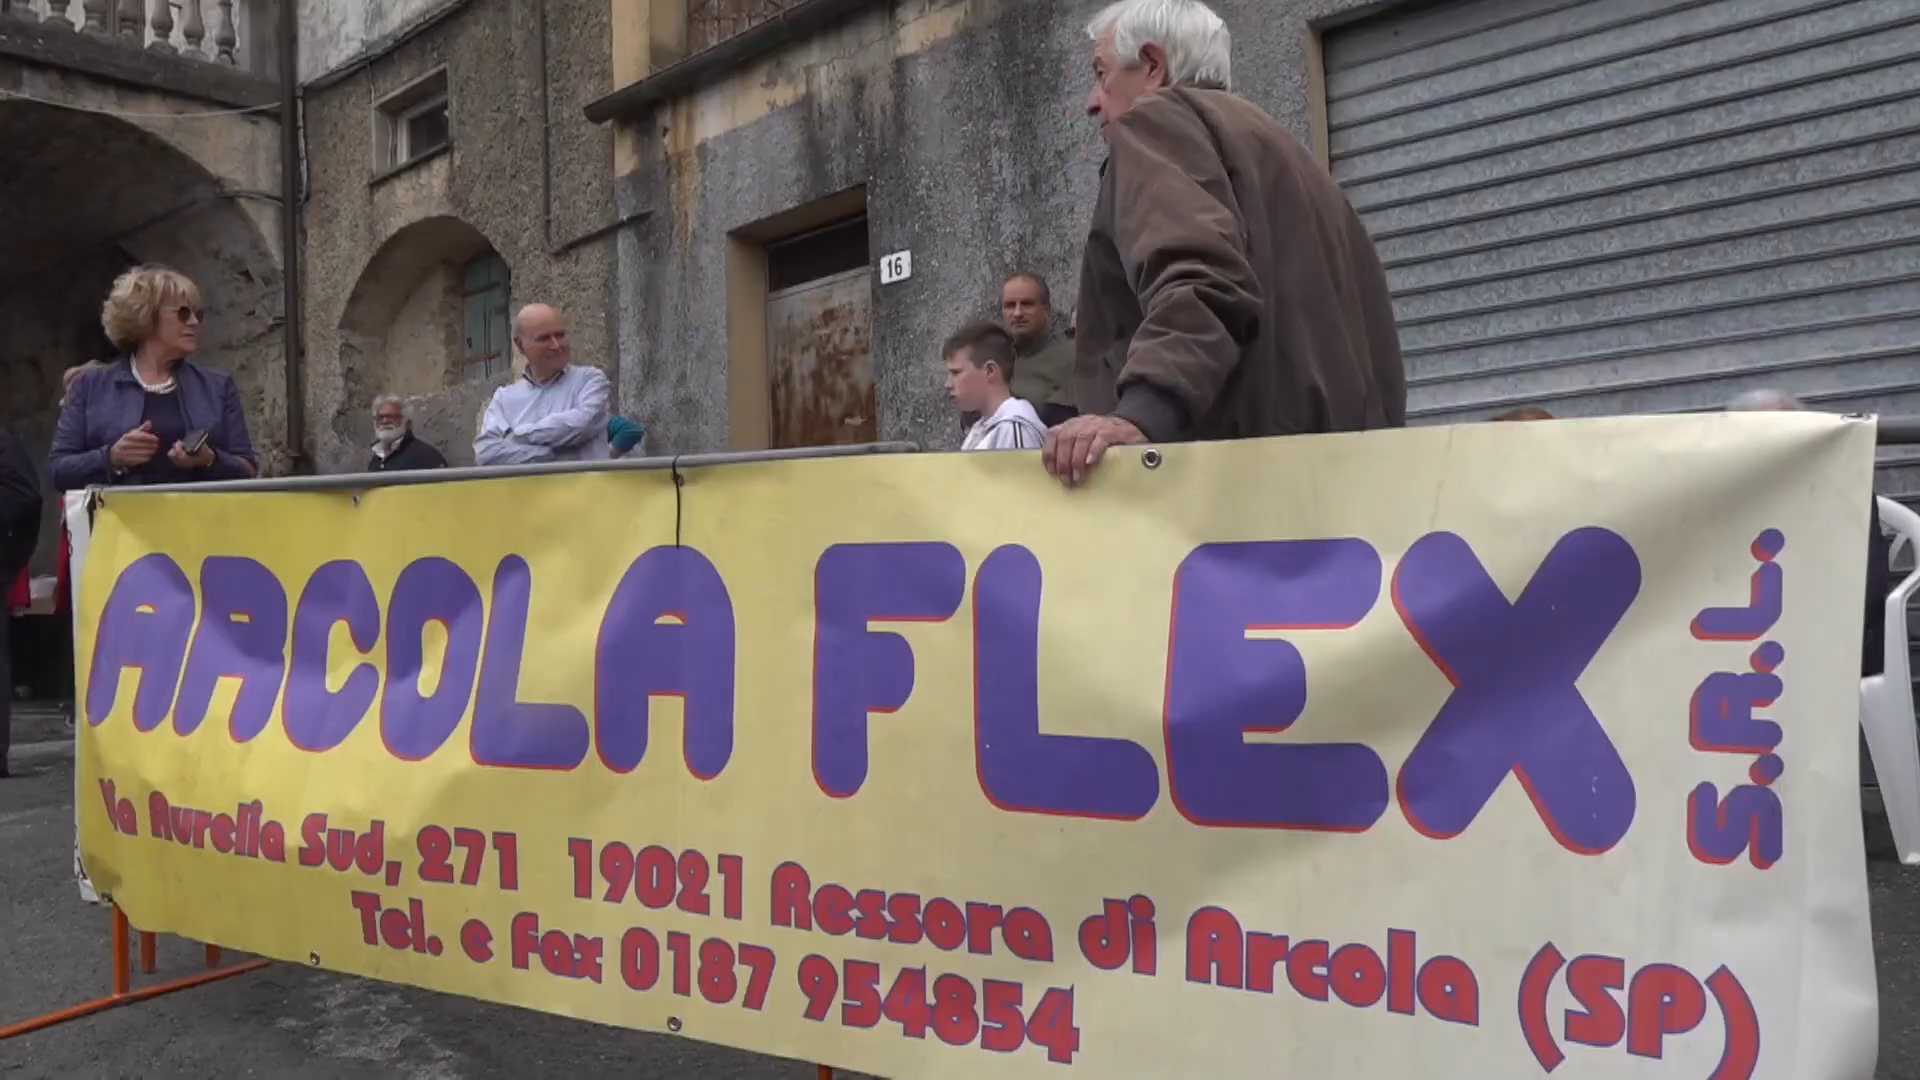 16
ARCOLA FLEX S.R.L.
Via Aurelia Sud, 271 19021 Ressora di Arcola (SP)
Tel. e Fax 0187 954854